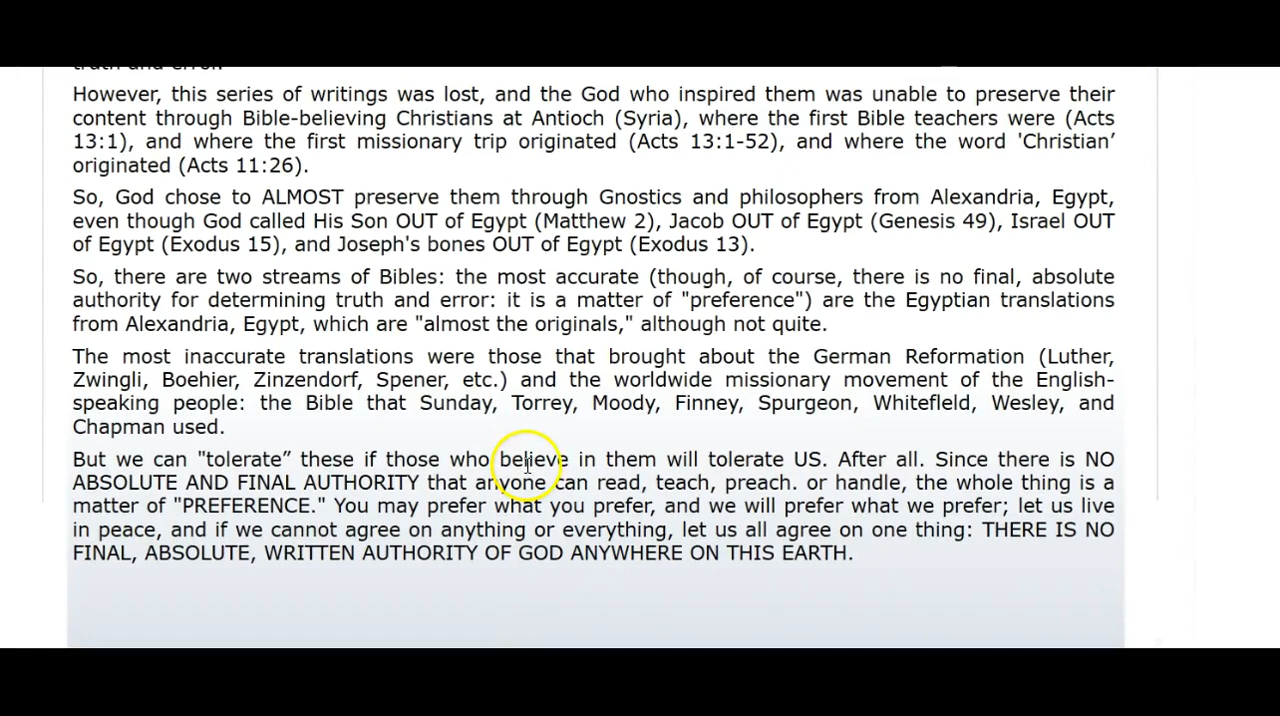 truth and error.
However, this series of writings was lost, and the God who inspired them was unable to preserve their
content through Bible-believing Christians at Antioch (Syria), where the first Bible teachers were (Acts
13:1), and where the first missionary trip originated (Acts 13:1-52), and where the word 'Christian’
originated (Acts 11:26).
So, God chose to ALMOST preserve them through Gnostics and philosophers from Alexandria, Egypt,
even though God called His Son OUT of Egypt (Matthew 2), Jacob OUT of Egypt (Genesis 49), Israel OUT
of Egypt (Exodus 15), and Joseph's bones OUT of Egypt (Exodus 13).
So, there are two streams of Bibles: the most accurate (though, of course, there is no final, absolute
authority for determining truth and error: it is a matter of "preference") are the Egyptian translations
from Alexandria, Egypt, which are "almost the originals," although not quite.
The most inaccurate translations were those that brought about the German Reformation (Luther,
Zwingli, Boehier, Zinzendorf, Spener, etc.) and the worldwide missionary movement of the English-
speaking people: the Bible that Sunday, Torrey, Moody, Finney, Spurgeon, Whitefleld, Wesley, and
Chapman used.
But we can "tolerate” these if those who believe in them will tolerate US. After all. Since there is NO
ABSOLUTE AND FINAL AUTHORITY that anyone can read, teach, preach. or handle, the whole thing is a
matter of "PREFERENCE." You may prefer what you prefer, and we will prefer what we prefer; let us live
in peace, and if we cannot agree on anything or everything, let us all agree on one thing: THERE IS NO
FINAL, ABSOLUTE, WRITTEN AUTHORITY OF GOD ANYWHERE ON THIS EARTH.